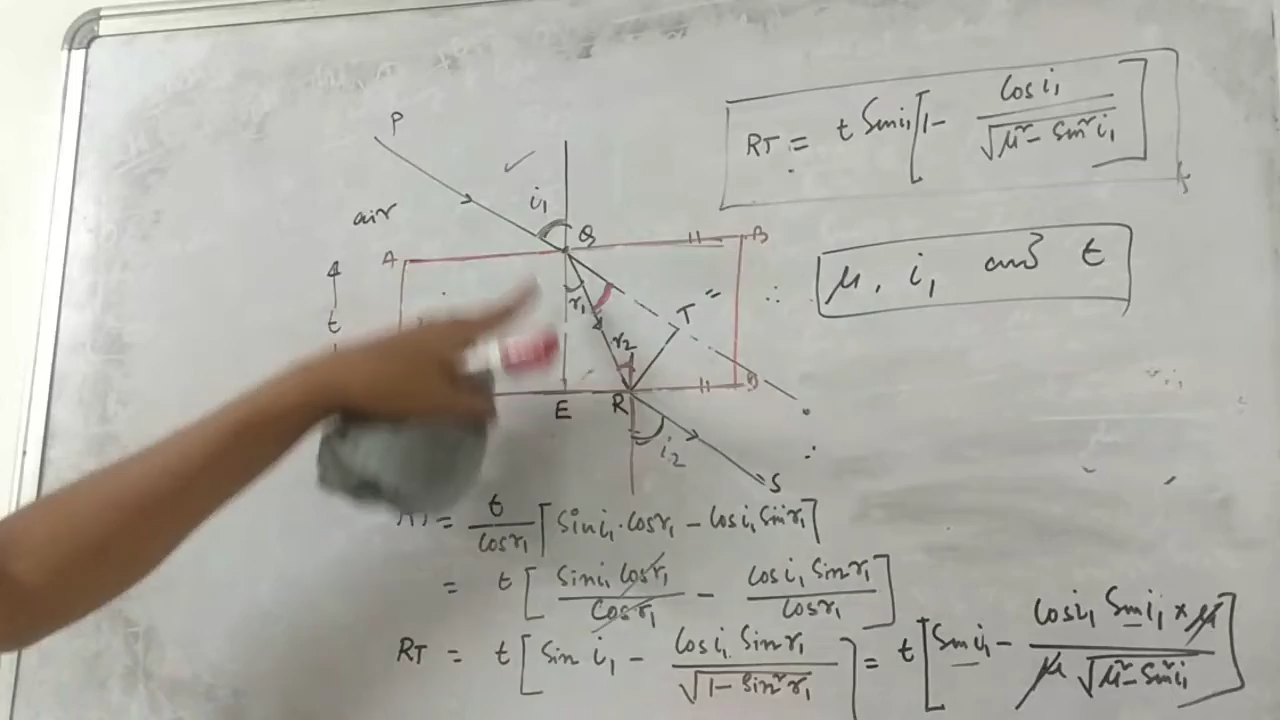 P
RT = t Sin i₁ [1 - Cos i₁ / √(μ² - Sin² i₁)]
i₁
air
A
Q
B
μ, i₁ and t
r₁
T
∴
t
r₂
E
R
i₂
S
= t / Cos r₁ [Sin i₁ . Cos r₁ - Cos i₁ Sin r₁]
= t [Sin i₁ Cos r₁ / Cos r₁ - Cos i₁ Sin r₁ / Cos r₁]
RT = t [Sin i₁ - Cos i₁ Sin r₁ / √(1 - Sin² r₁)] = t [Sin i₁ - Cos i₁ Sin i₁ × μ / μ √(μ² - Sin² i₁)]